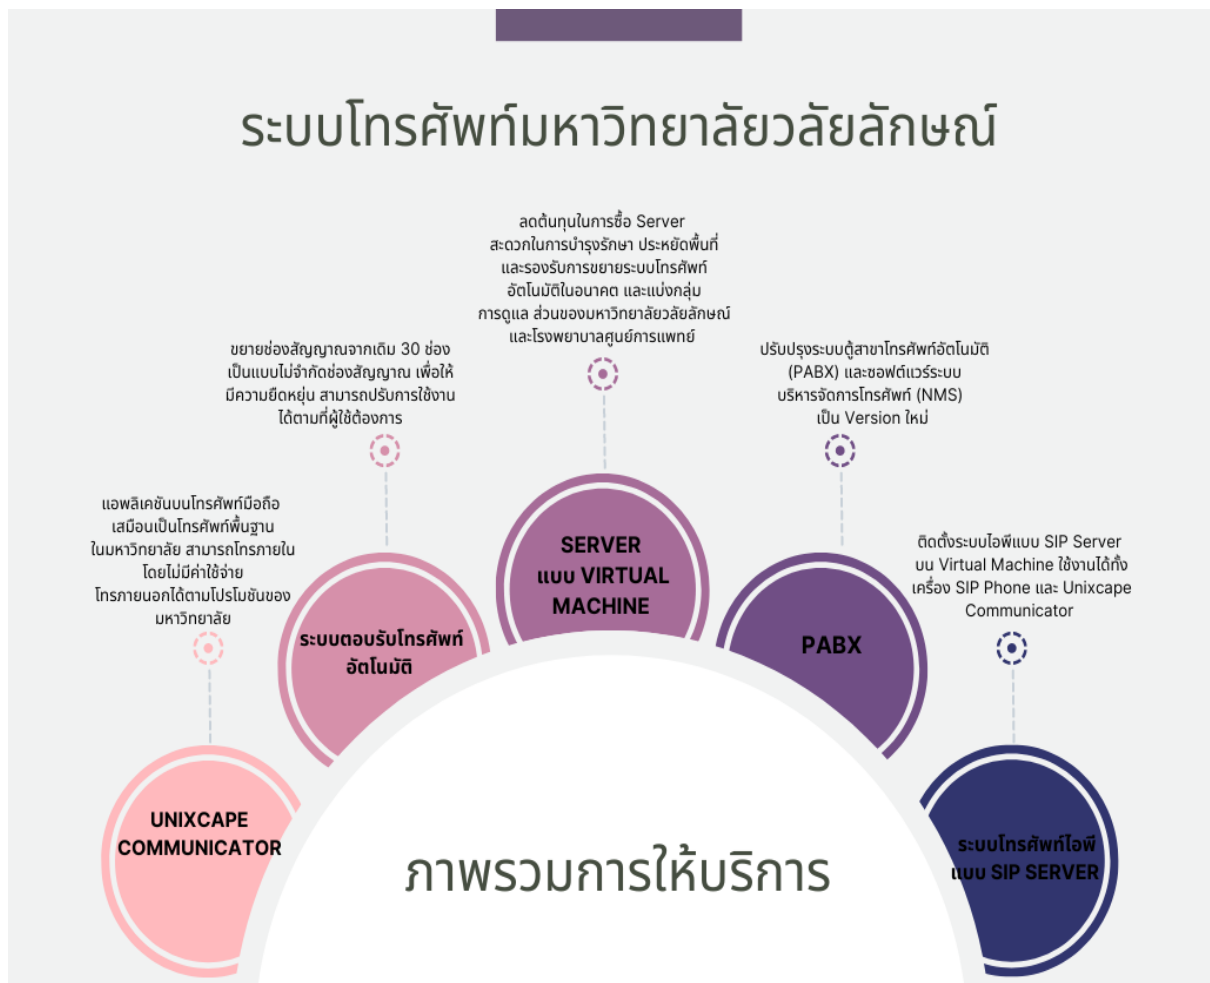 ระบบโทรศัพท์มหาวิทยาลัยวลัยลักษณ์
ลดต้นทุนในการซื้อ Server
สะดวกในการบำรุงรักษา ประหยัดพื้นที่
และรองรับการขยายระบบโทรศัพท์
อัตโนมัติในอนาคต และแบ่งกลุ่ม
การดูแล ส่วนของมหาวิทยาลัยวลัยลักษณ์
และโรงพยาบาลศูนย์การแพทย์
ขยายช่องสัญญาณจากเดิม 30 ช่อง
เป็นแบบไม่จำกัดช่องสัญญาณ เพื่อให้
มีความยืดหยุ่น สามารถปรับการใช้งาน
ได้ตามที่ผู้ใช้ต้องการ
ปรับปรุงระบบตู้สาขาโทรศัพท์อัตโนมัติ
(PABX) และซอฟต์แวร์ระบบ
บริหารจัดการโทรศัพท์ (NMS)
เป็น Version ใหม่
แอพลิเคชันบนโทรศัพท์มือถือ
เสมือนเป็นโทรศัพท์พื้นฐาน
ในมหาวิทยาลัย สามารถโทรภายใน
โดยไม่มีค่าใช้จ่าย
โทรภายนอกได้ตามโปรโมชันของ
มหาวิทยาลัย
ติดตั้งระบบไอพีแบบ SIP Server
บน Virtual Machine ใช้งานได้ทั้ง
เครื่อง SIP Phone และ Unixcape
Communicator
SERVER
แบบ VIRTUAL
MACHINE
ระบบตอบรับโทรศัพท์
อัตโนมัติ
PABX
UNIXCAPE
COMMUNICATOR
ระบบโทรศัพท์ไอพี
แบบ SIP SERVER
ภาพรวมการให้บริการ